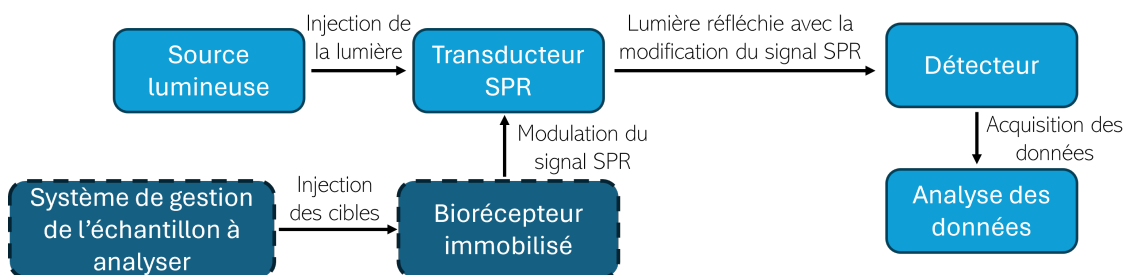 Source
lumineuse
Injection de
la lumière
Transducteur
SPR
Lumière réfléchie avec la
modification du signal SPR
Détecteur
Acquisition des
données
Analyse des
données
Modulation du
signal SPR
Système de gestion
de l'échantillon à
analyser
Injection
des cibles
Biorécepteur
immobilisé